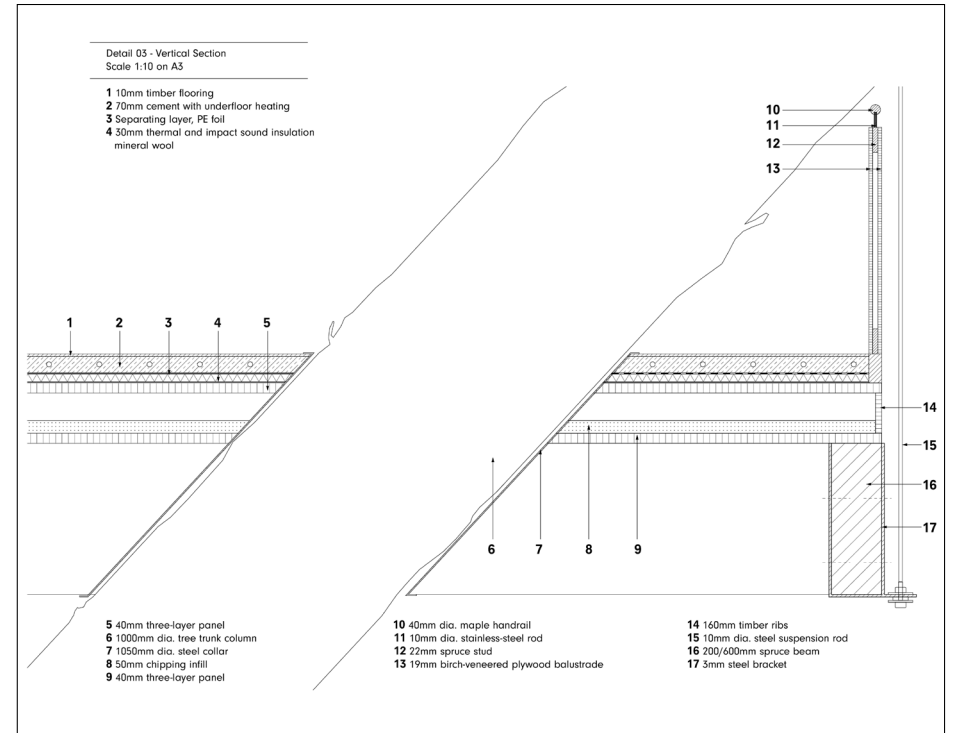 Detail 03 - Vertical Section
Scale 1:10 on A3
1 10mm timber flooring
2 70mm cement with underfloor heating
3 Separating layer, PE foil
4 30mm thermal and impact sound insulation
mineral wool
10
11
12
13
1 2 3 4 5
14
15
16
17
6 7 8 9
5 40mm three-layer panel
6 1000mm dia. tree trunk column
7 1050mm dia. steel collar
8 50mm chipping infill
9 40mm three-layer panel
10 40mm dia. maple handrail
11 10mm dia. stainless-steel rod
12 22mm spruce stud
13 19mm birch-veneered plywood balustrade
14 160mm timber ribs
15 10mm dia. steel suspension rod
16 200/600mm spruce beam
17 3mm steel bracket